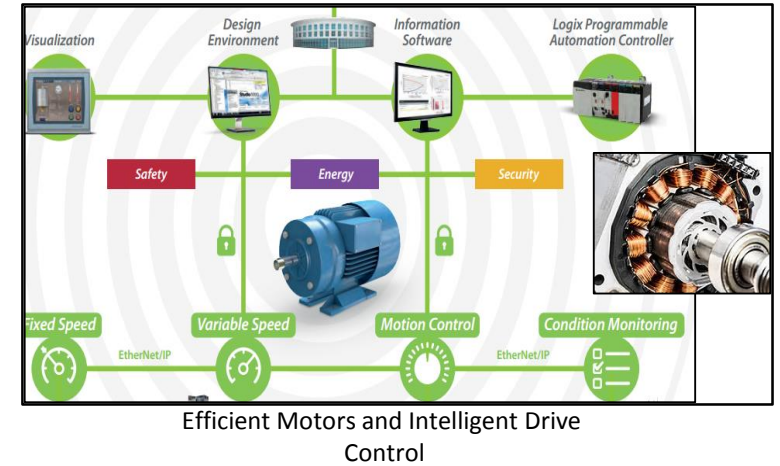 Visualization
Design
Environment
Information
Software
Logix Programmable
Automation Controller
Safety
Energy
Security
Fixed Speed
Variable Speed
Motion Control
Condition Monitoring
EtherNet/IP
EtherNet/IP
Efficient Motors and Intelligent Drive
Control